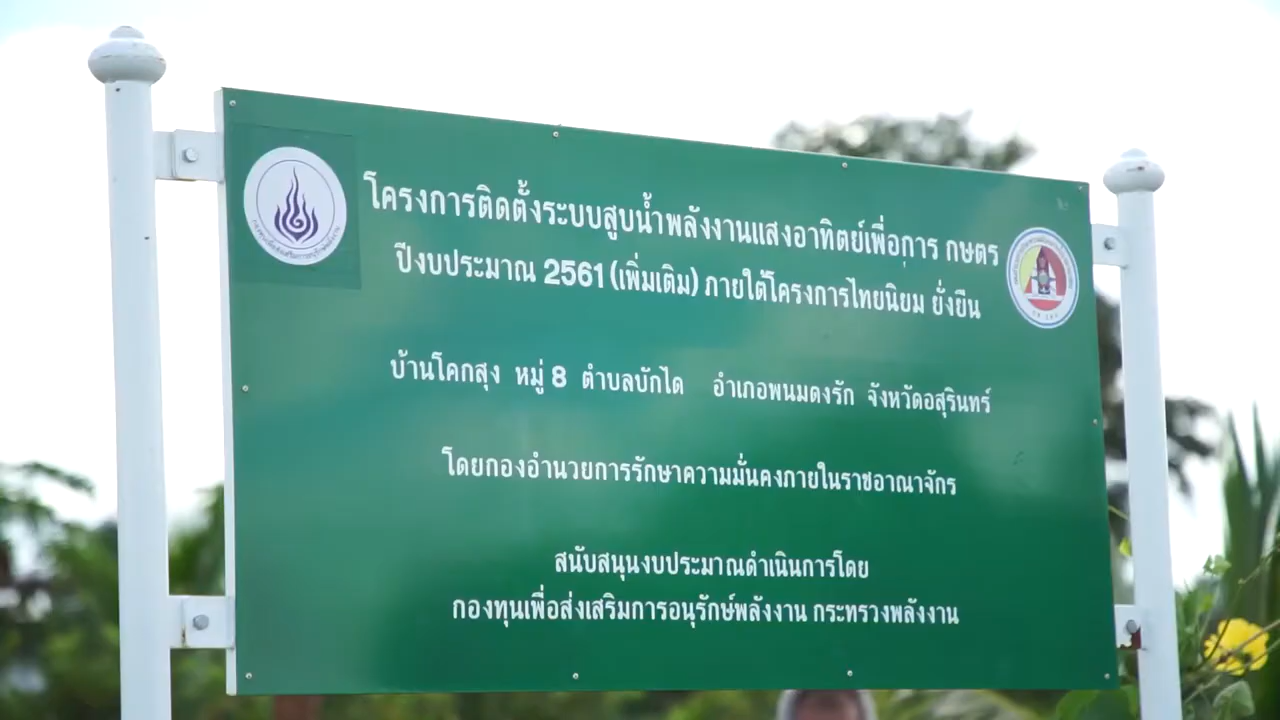 โครงการติดตั้งระบบสูบน้ำพลังงานแสงอาทิตย์เพื่อการ กษตร
ปีงบประมาณ 2561 (เพิ่มเติม) ภายใต้โครงการไทยนิยม ยั่งยืน
บ้านโคกสุง หมู่ 8 ตำบลบักได อำเภอพนมดงรัก จังหวัดอสุรินทร์
โดยกองอำนวยการรักษาความมั่นคงภายในราชอาณาจักร
สนับสนุนงบประมาณดำเนินการโดย
กองทุนเพื่อส่งเสริมการอนุรักษ์พลังงาน กระทรวงพลังงาน